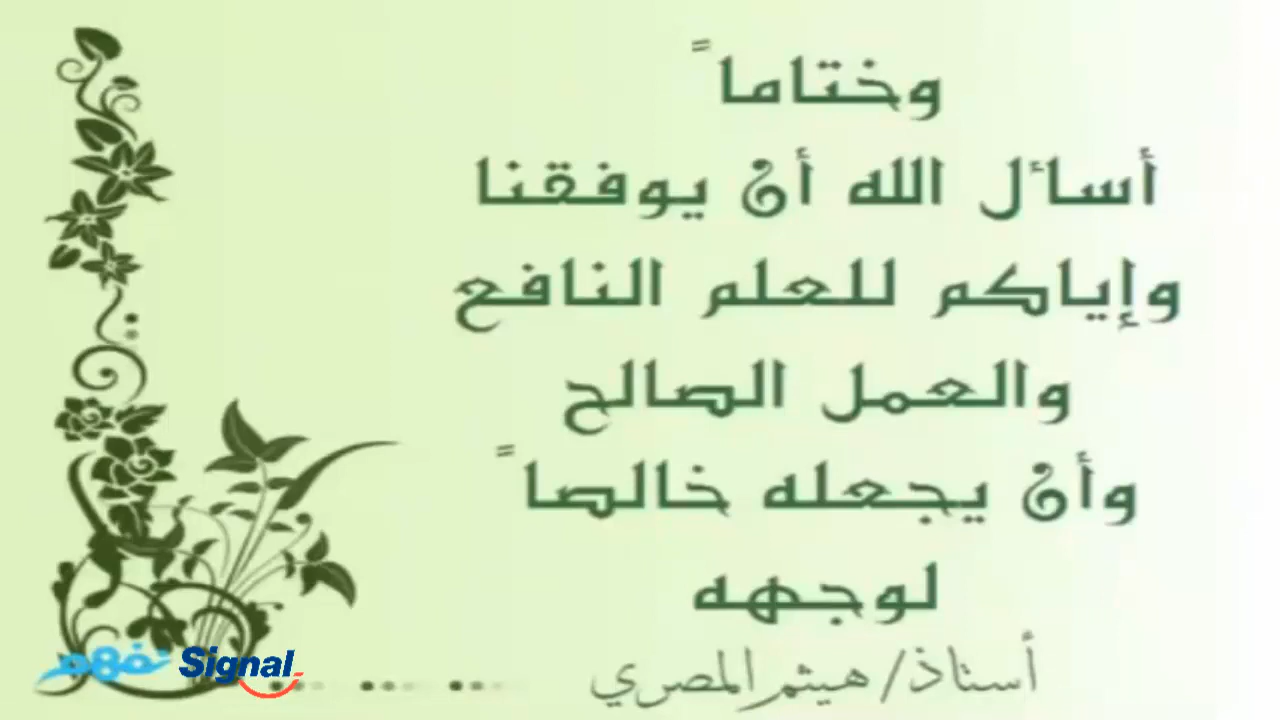 وختاماً
أسأل الله أن يوفقنا
وإياكم للعلم النافع
والعمل الصالح
وأن يجعله خالصاً
لوجهه
أستاذ/هيثم المصري
نفهم Signal